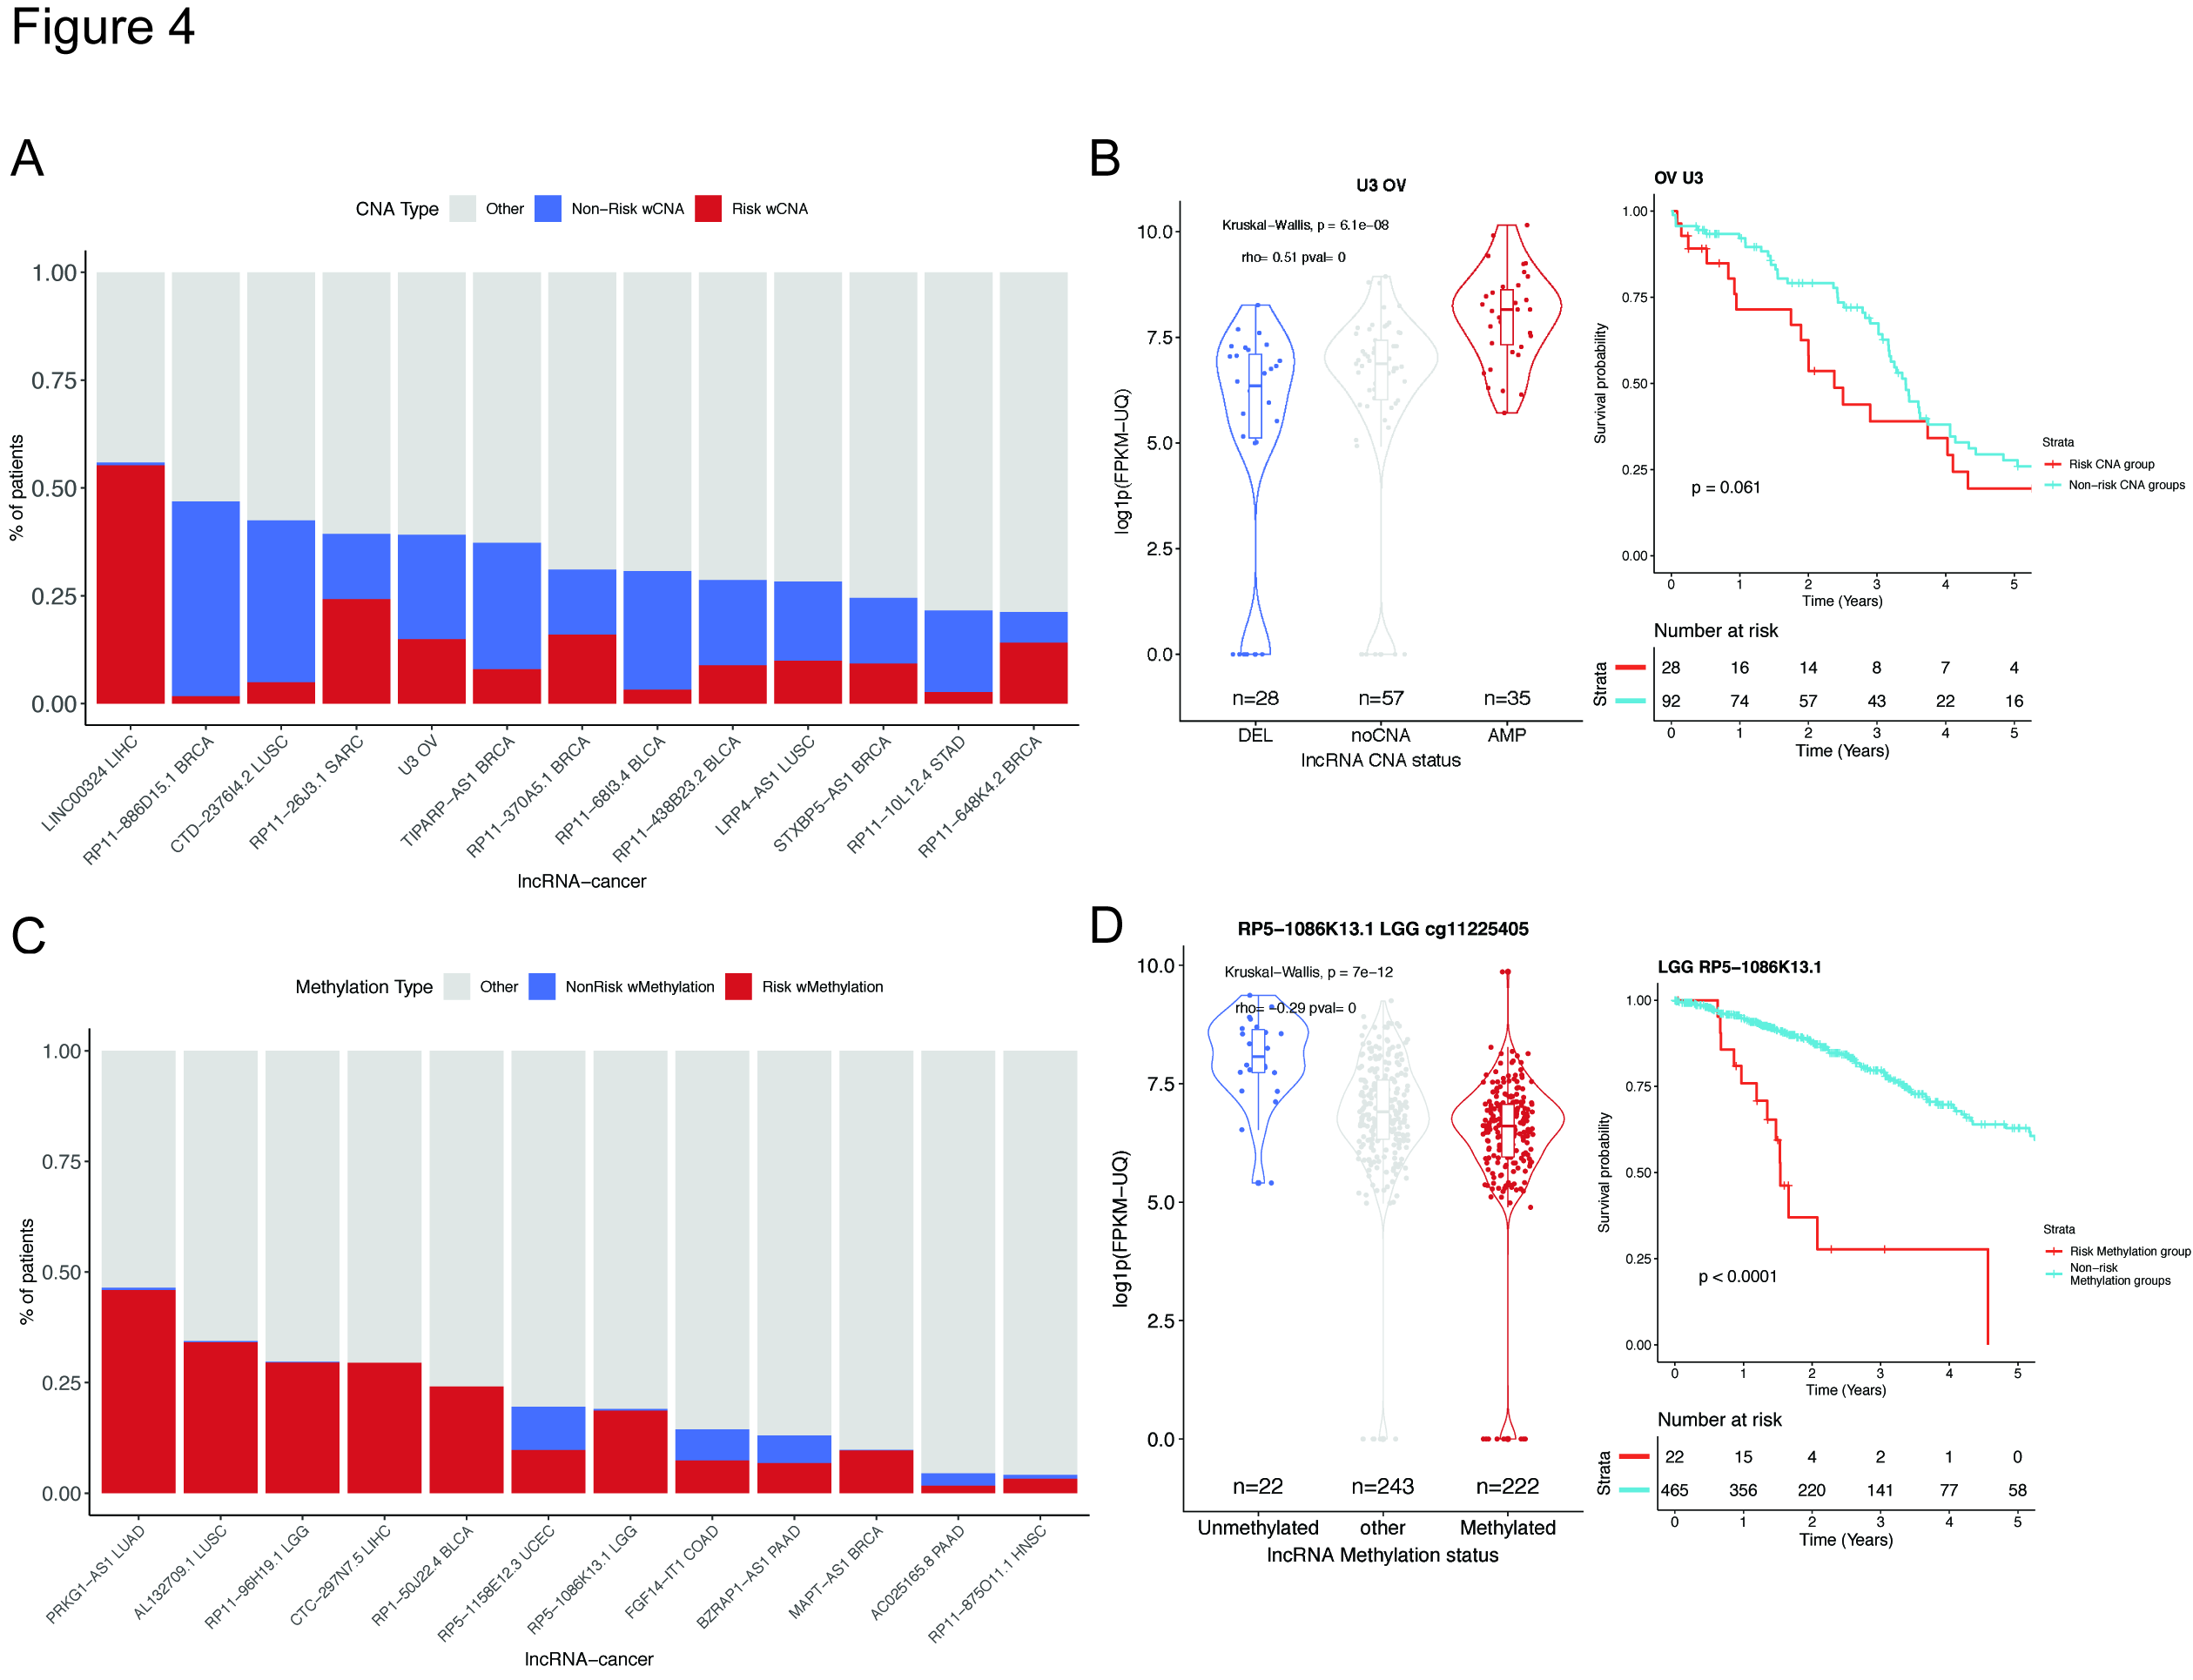 Figure 4
A
CNA Type Other Non-Risk wCNA Risk wCNA
% of patients
1.00
0.75
0.50
0.25
0.00
LINC00324 LIHC
RP11-886D15.1 BRCA
CTD-2376I4.2 LUSC
RP11-26J3.1 SARC
U3 OV
TIPARP-AS1 BRCA
RP11-370A5.1 BRCA
RP11-68I3.4 BLCA
RP11-438B23.2 BLCA
LRP4-AS1 LUSC
STXBP5-AS1 BRCA
RP11-10L12.4 STAD
RP11-648K4.2 BRCA
lncRNA-cancer
B
U3 OV
Kruskal-Wallis, p = 6.1e-08
rho= 0.51 pval= 0
log1p(FPKM-UQ)
10.0
7.5
5.0
2.5
0.0
n=28 n=57 n=35
DEL noCNA AMP
lncRNA CNA status
OV U3
Survival probability
1.00
0.75
0.50
0.25
0.00
p = 0.061
0 1 2 3 4 5
Time (Years)
Strata
Risk CNA group
Non-risk CNA groups
Number at risk
Strata
28 16 14 8 7 4
92 74 57 43 22 16
0 1 2 3 4 5
Time (Years)
C
Methylation Type Other NonRisk wMethylation Risk wMethylation
% of patients
1.00
0.75
0.50
0.25
0.00
PRKG1-AS1 LUAD
AL132709.1 LUSC
RP11-96H19.1 LGG
CTC-297N7.5 LIHC
RP1-50J22.4 BLCA
RP5-1158E12.3 UCEC
RP5-1086K13.1 LGG
FGF14-IT1 COAD
BZRAP1-AS1 PAAD
MAPT-AS1 BRCA
AC025165.8 PAAD
RP11-875O11.1 HNSC
lncRNA-cancer
D
RP5-1086K13.1 LGG cg11225405
Kruskal-Wallis, p = 7e-12
rho= -0.29 pval= 0
log1p(FPKM-UQ)
10.0
7.5
5.0
2.5
0.0
n=22 n=243 n=222
Unmethylated other Methylated
lncRNA Methylation status
LGG RP5-1086K13.1
Survival probability
1.00
0.75
0.50
0.25
0.00
p < 0.0001
0 1 2 3 4 5
Time (Years)
Strata
Risk Methylation group
Non-risk
Methylation groups
Number at risk
Strata
22 15 4 2 1 0
465 356 220 141 77 58
0 1 2 3 4 5
Time (Years)